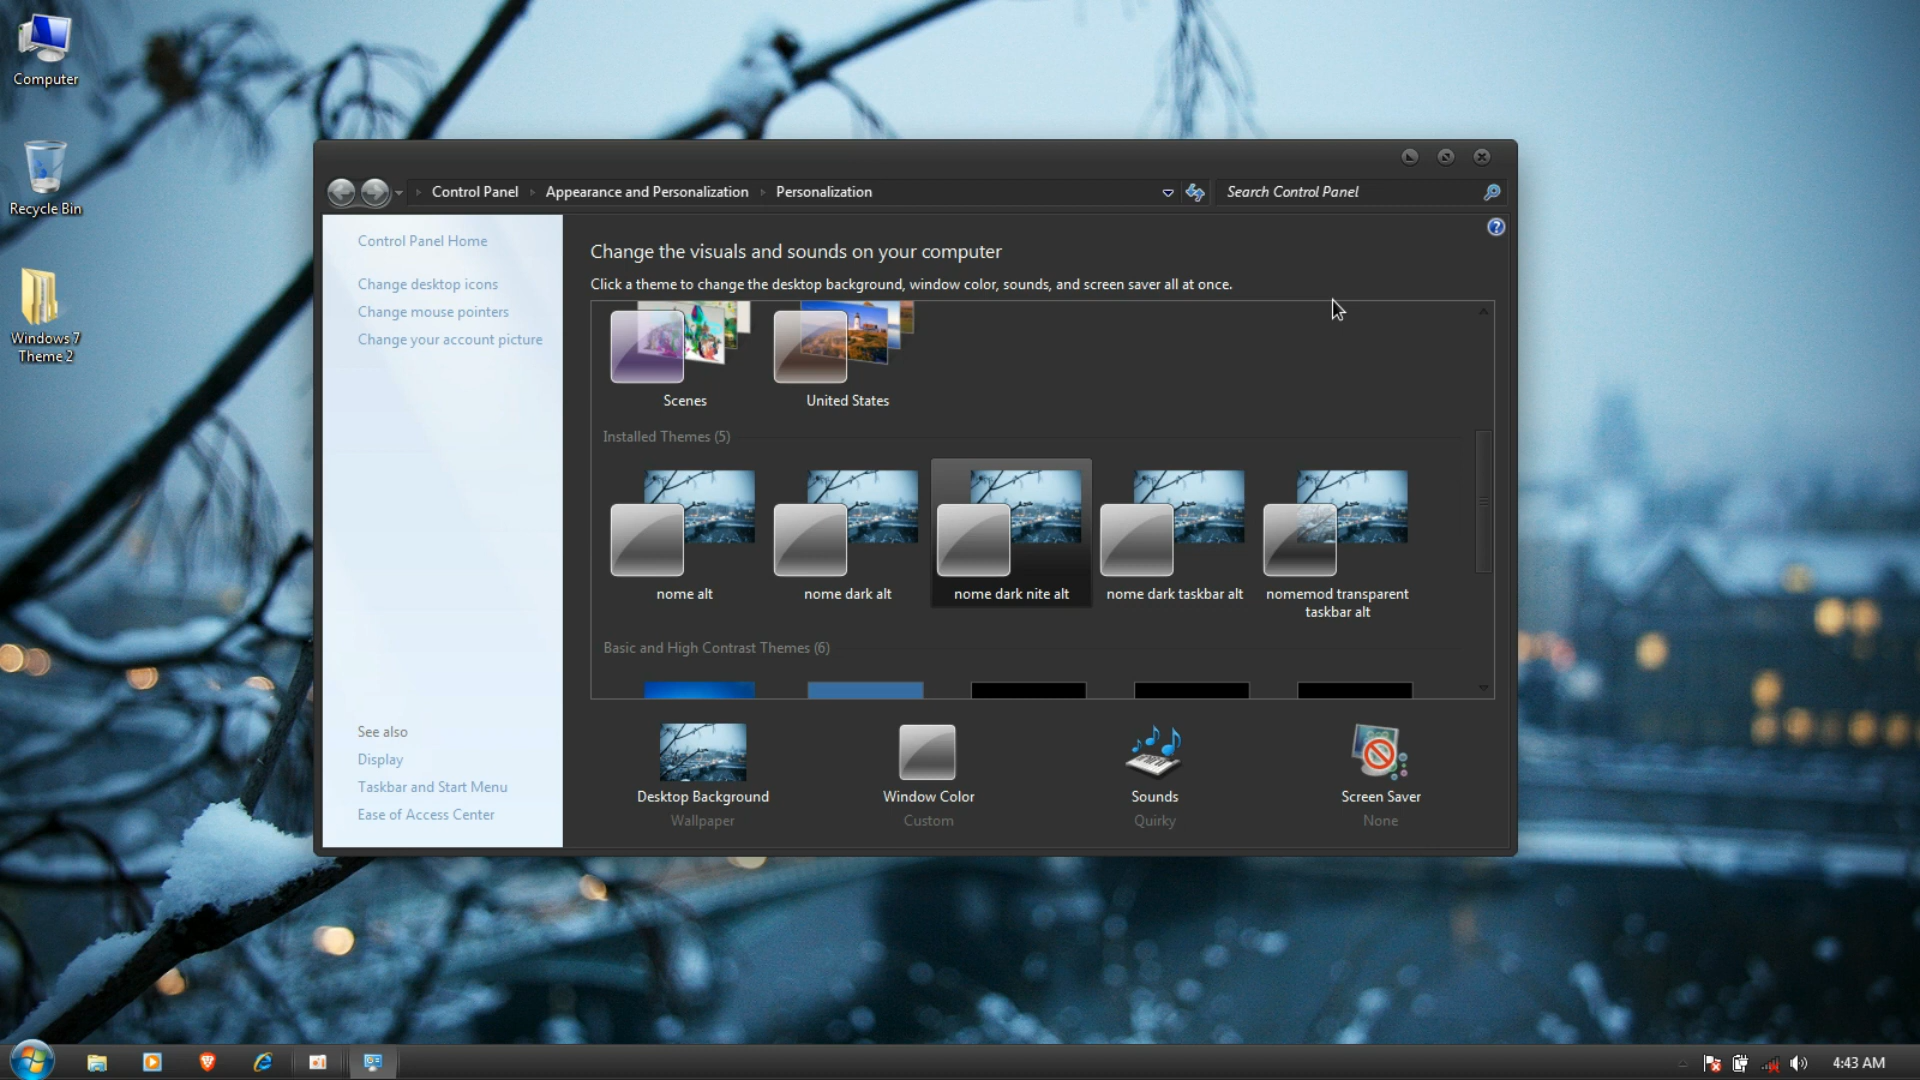 Computer
Recycle Bin
Windows 7
Theme 2
Control Panel
Appearance and Personalization
Personalization
Search Control Panel
Control Panel Home
Change desktop icons
Change mouse pointers
Change your account picture
See also
Display
Taskbar and Start Menu
Ease of Access Center
Change the visuals and sounds on your computer
Click a theme to change the desktop background, window color, sounds, and screen saver all at once.
Scenes
United States
Installed Themes (5)
nome alt
nome dark alt
nome dark nite alt
nome dark taskbar alt
nomemod transparent
taskbar alt
Basic and High Contrast Themes (6)
Desktop Background
Wallpaper
Window Color
Custom
Sounds
Quirky
Screen Saver
None
4:43 AM